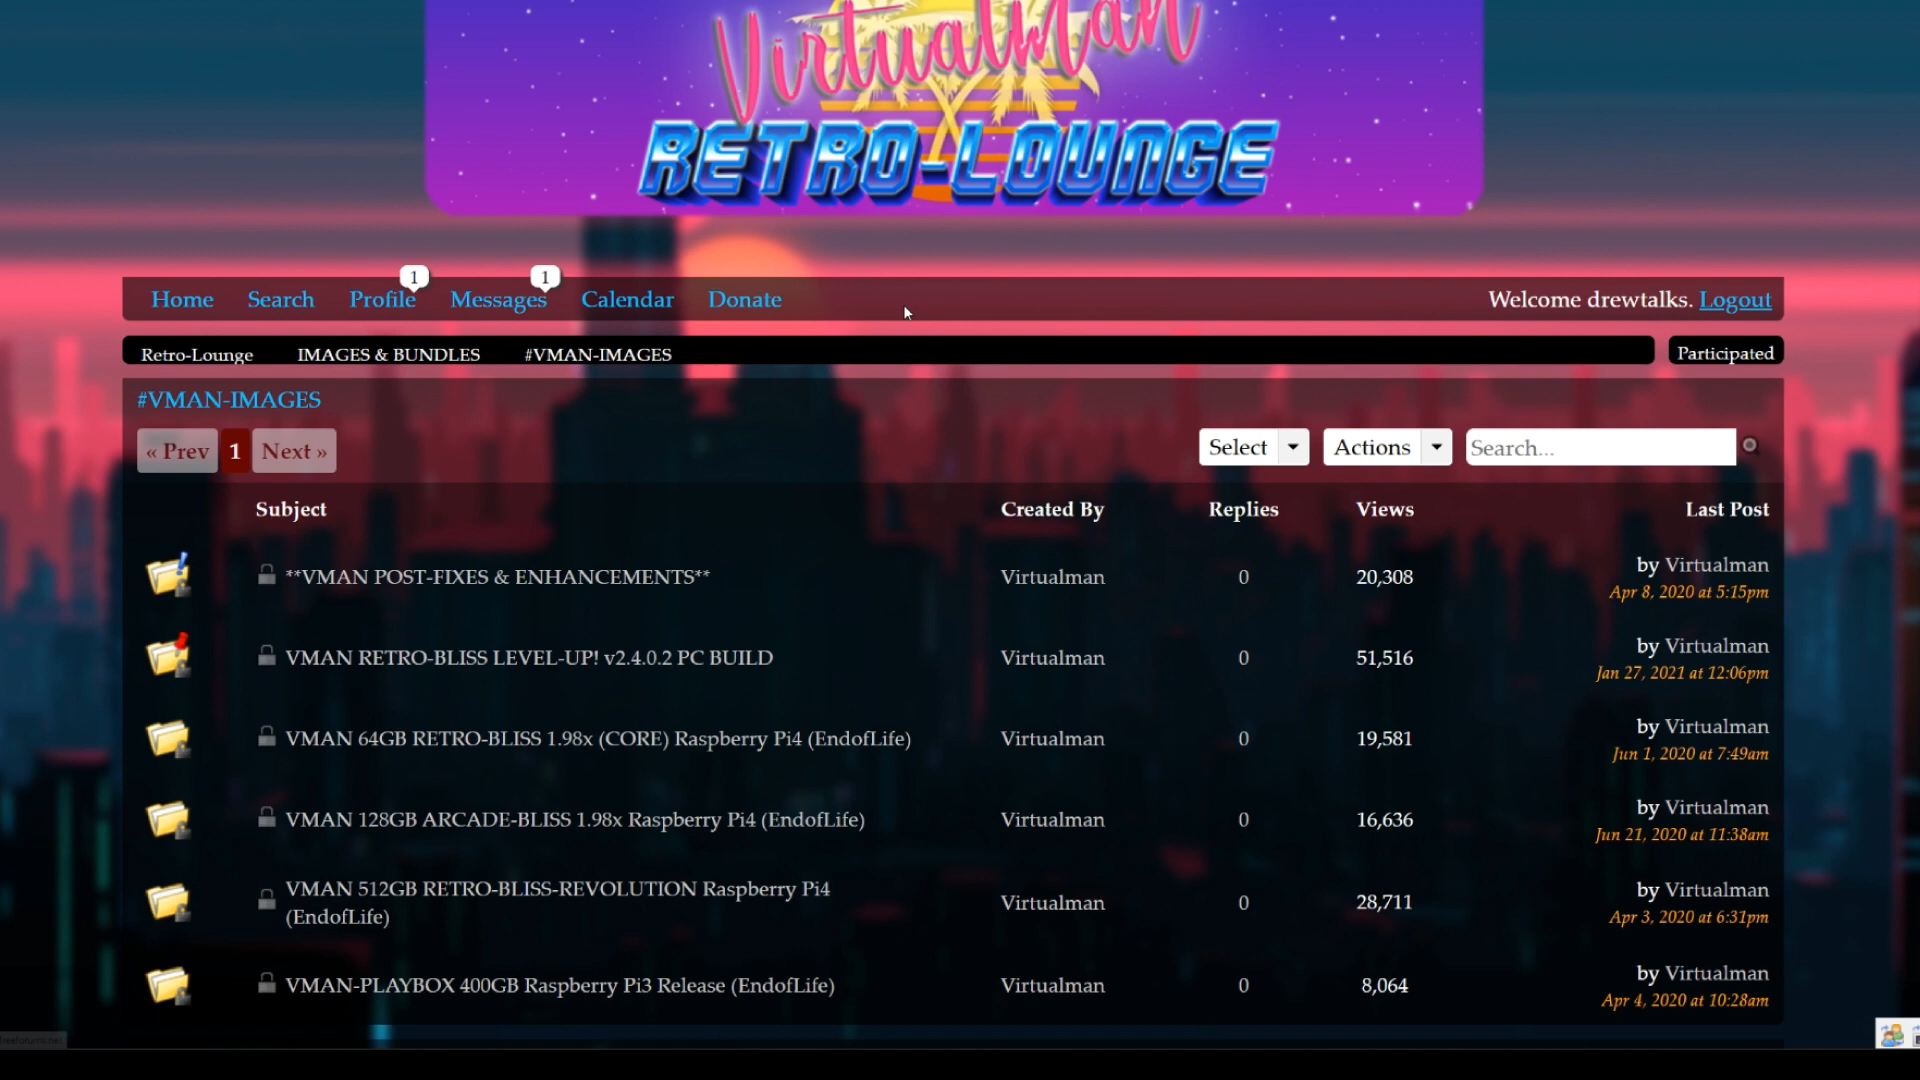 VirtualMan
RETRO-LOUNGE
1
1
Home Search Profile Messages Calendar Donate
Welcome drewtalks. Logout
Retro-Lounge IMAGES & BUNDLES #VMAN-IMAGES
Participated
#VMAN-IMAGES
« Prev 1 Next »
Select Actions Search...
Subject Created By Replies Views Last Post
**VMAN POST-FIXES & ENHANCEMENTS** Virtualman 0 20,308
by Virtualman
Apr 8, 2020 at 5:15pm
VMAN RETRO-BLISS LEVEL-UP! v2.4.0.2 PC BUILD Virtualman 0 51,516
by Virtualman
Jan 27, 2021 at 12:06pm
VMAN 64GB RETRO-BLISS 1.98x (CORE) Raspberry Pi4 (EndofLife) Virtualman 0 19,581
by Virtualman
Jun 1, 2020 at 7:49am
VMAN 128GB ARCADE-BLISS 1.98x Raspberry Pi4 (EndofLife) Virtualman 0 16,636
by Virtualman
Jun 21, 2020 at 11:38am
VMAN 512GB RETRO-BLISS-REVOLUTION Raspberry Pi4
(EndofLife)
Virtualman 0 28,711
by Virtualman
Apr 3, 2020 at 6:31pm
VMAN-PLAYBOX 400GB Raspberry Pi3 Release (EndofLife) Virtualman 0 8,064
by Virtualman
Apr 4, 2020 at 10:28am